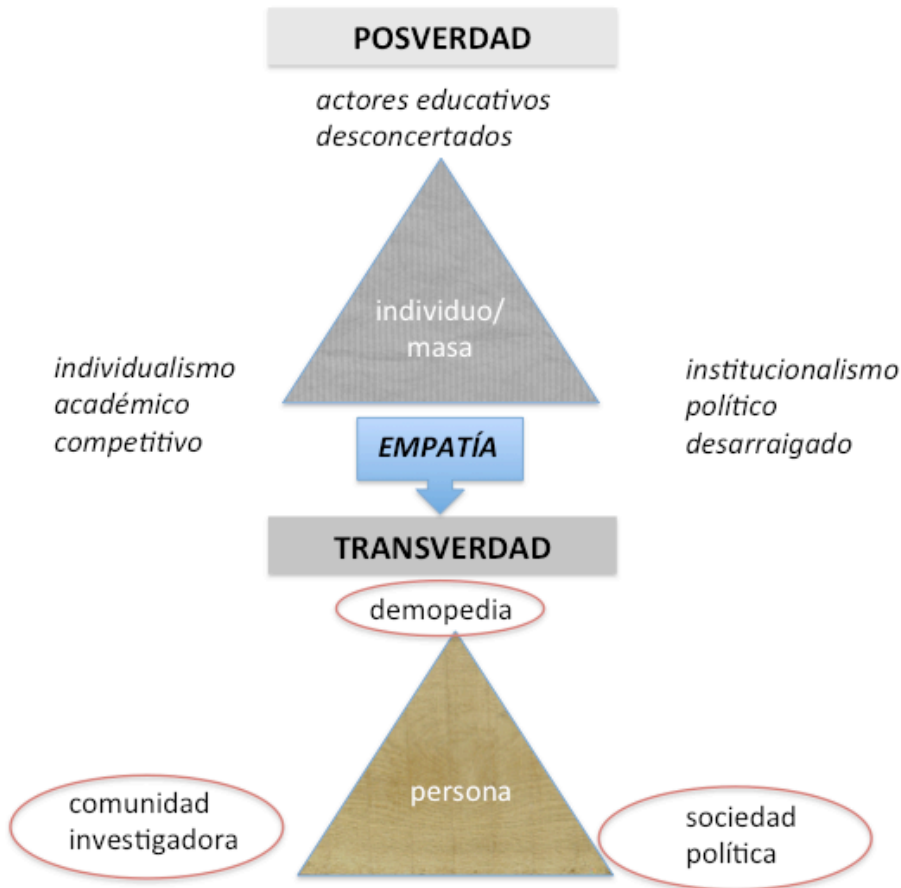 POSVERDAD
actores educativos
desconcertados
individuo/
masa
individualismo
académico
competitivo
institucionalismo
político
desarraigado
EMPATÍA
TRANSVERDAD
demopedia
persona
comunidad
investigadora
sociedad
política